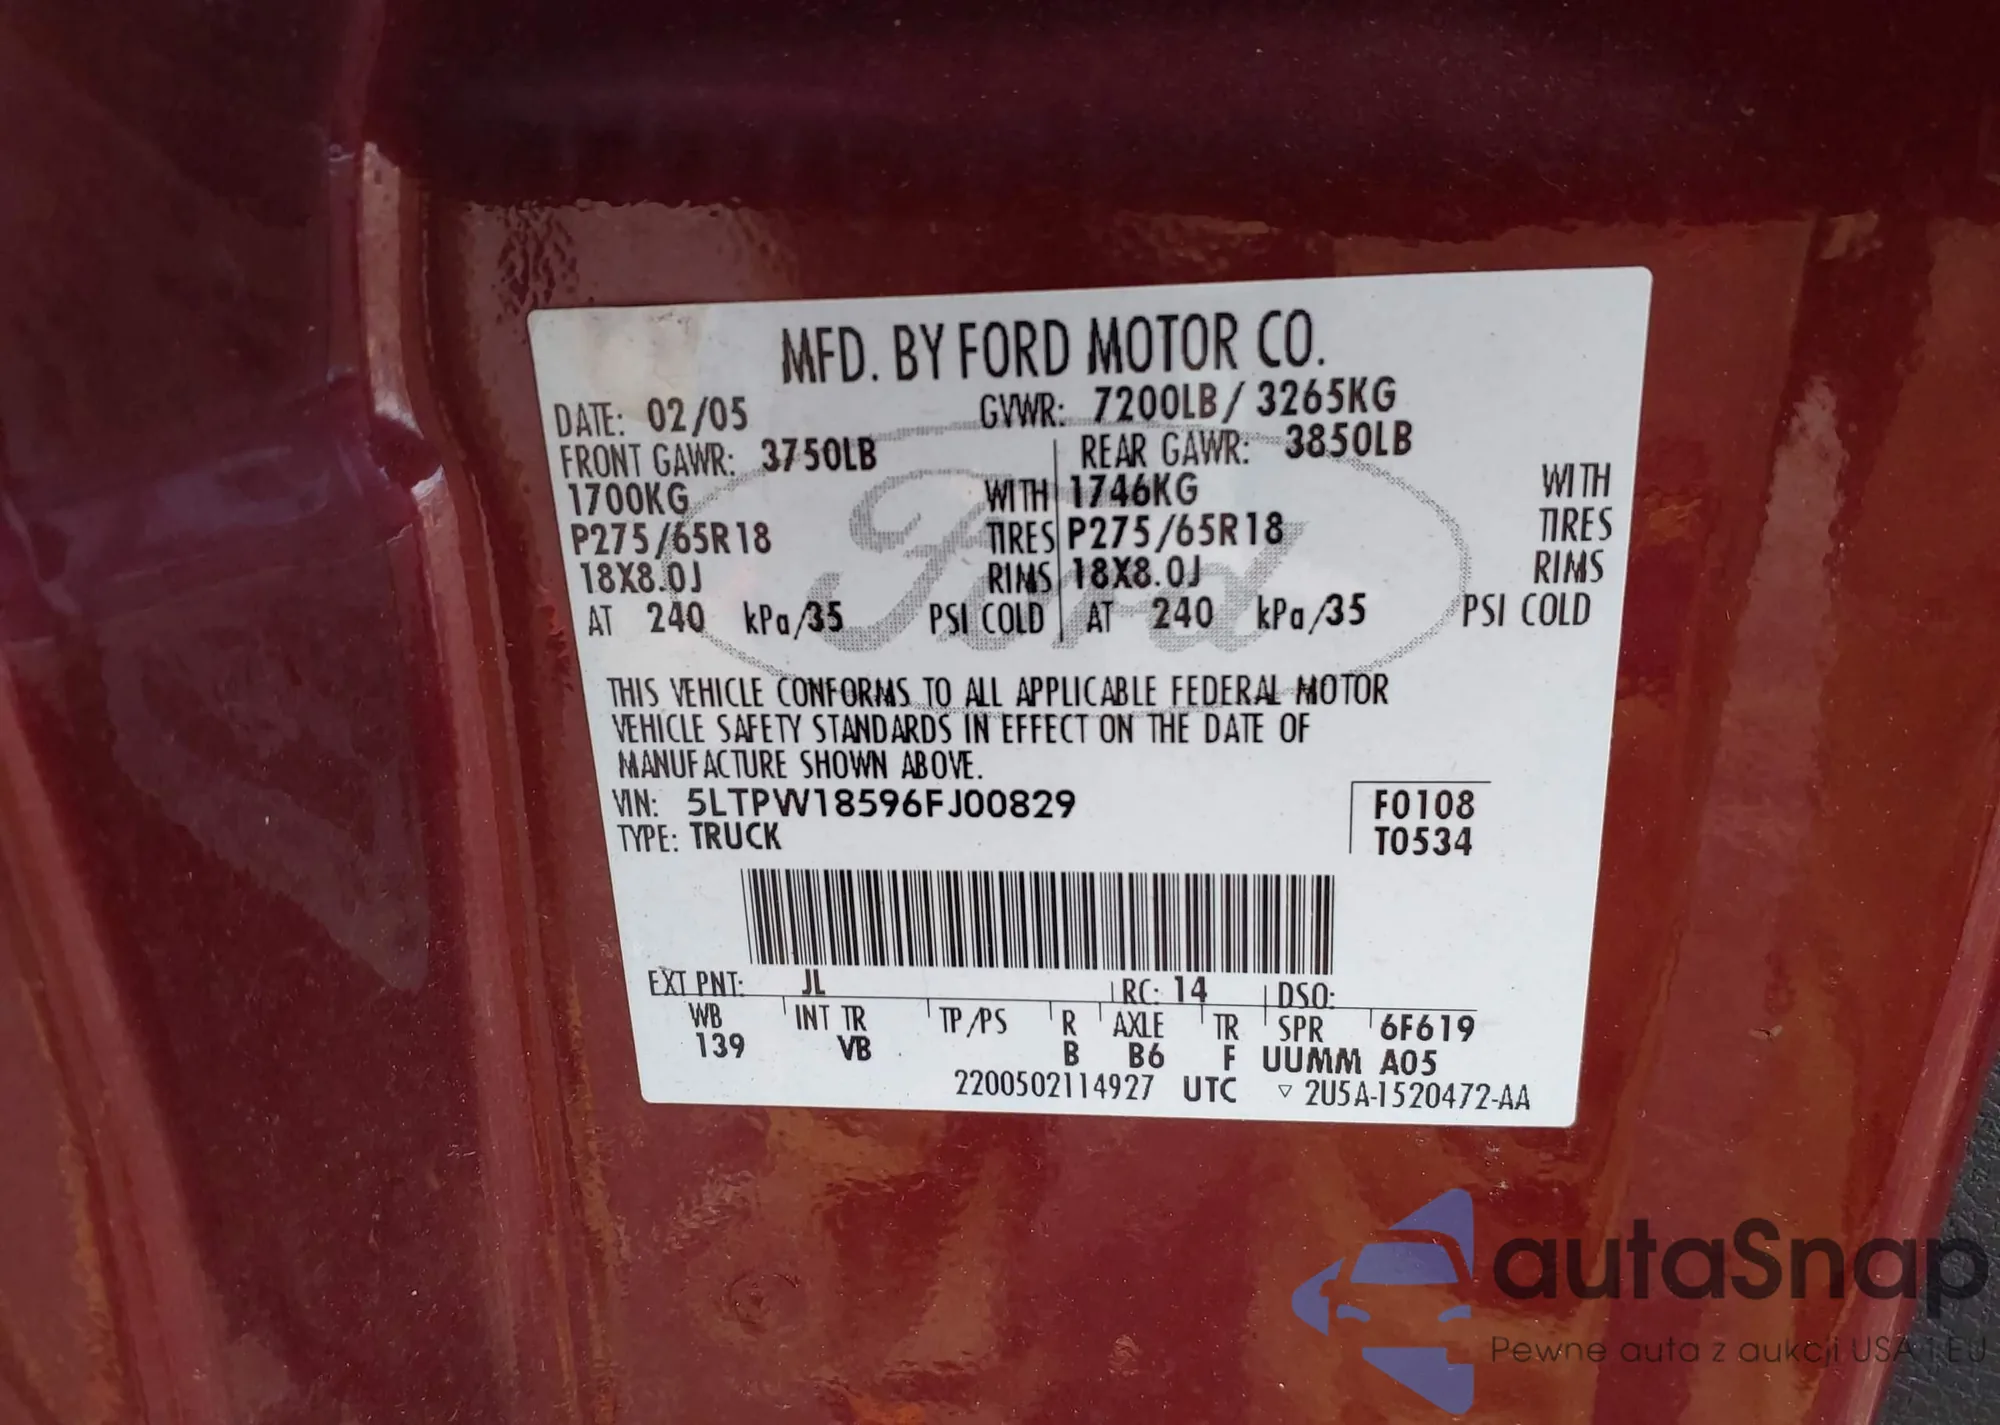 MFD. BY FORD MOTOR CO.
DATE: 02/05 GVWR: 7200LB / 3265KG
FRONT GAWR: 3750LB REAR GAWR: 3850LB
1700KG WITH 1746KG WITH
P275/65R18 TIRES P275/65R18 TIRES
18X8.0J RIMS 18X8.0J RIMS
AT 240 kPa/35 PSI COLD AT 240 kPa/35 PSI COLD
Ford
THIS VEHICLE CONFORMS TO ALL APPLICABLE FEDERAL MOTOR
VEHICLE SAFETY STANDARDS IN EFFECT ON THE DATE OF
MANUFACTURE SHOWN ABOVE.
VIN: 5LTPW18596FJ00829 F0108
TYPE: TRUCK T0534
EXT PNT: JL RC: 14 DSO:
WB INT TR TP/PS R AXLE TR SPR 6F619
139 VB B B6 F UUMM A05
2200502114927 UTC ▽ 2U5A-1520472-AA
autaSnap
Pewne auta z aukcji USA i EU